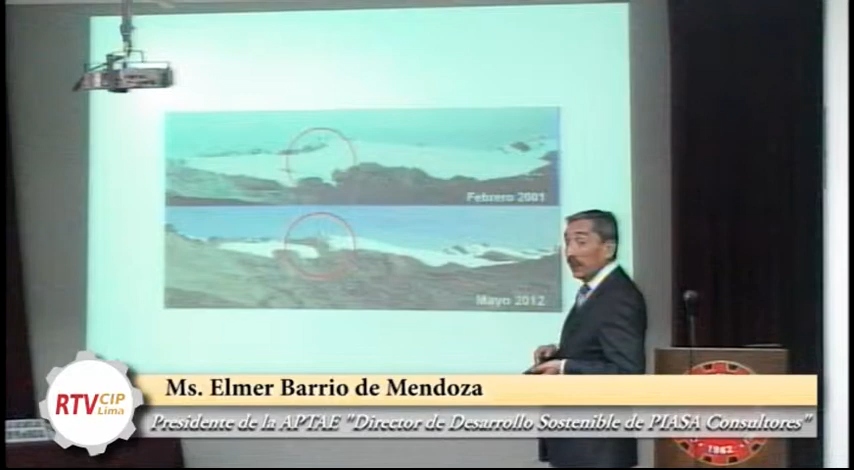 Febrero 2001
Mayo 2012
Ms. Elmer Barrio de Mendoza
RTV CIP
Lima
Presidente de la APTAE "Director de Desarrollo Sostenible de PIASA Consultores"
1962